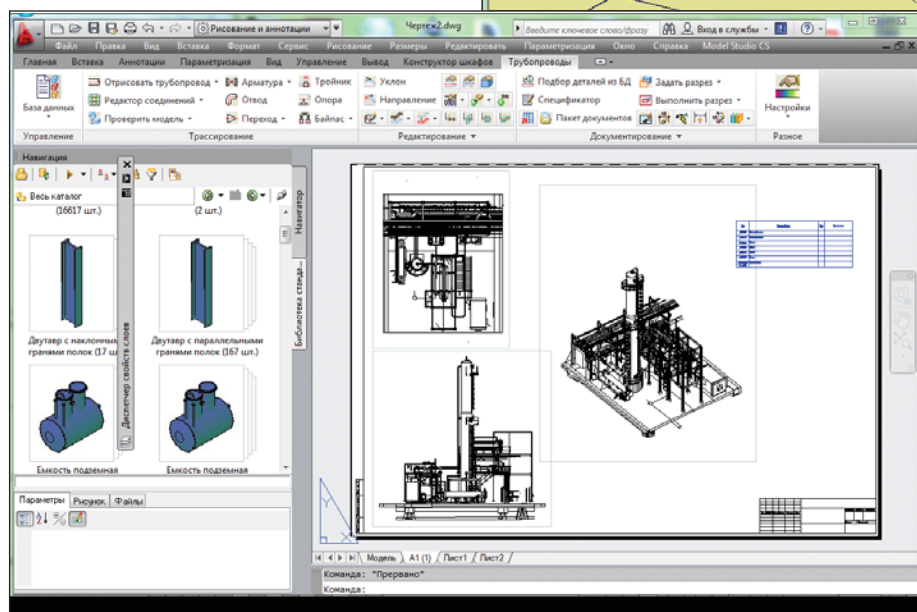 Рисование и аннотации
Чертеж2.dwg
Введите ключевое слово/фразу
Вход в службы
Файл Правка Вид Вставка Формат Сервис Рисование Размеры Редактировать Параметризация Окно Справка Model Studio CS
Главная Вставка Аннотации Параметризация Вид Управление Вывод Конструктор шкафов Трубопроводы
База данных
Отрисовать трубопровод Арматура Тройник Уклон Подбор деталей из БД Задать разрез
Редактор соединений Отвод Опора Направление Спецификатор Выполнить разрез Настройки
Проверить модель Переход Байпас Пакет документов
Управление Трассирование Редактирование Документирование Разное
Навигация
Весь каталог
(16617 шт.) (2 шт.)
Навигатор
Библиотека станда...
Диспетчер свойств слоев
Двутавр с наклонным Двутавр с параллельными
гранями полок (17 ш гранями полок (167 шт.)
Емкость подземная Емкость подземная
Параметры Рисунок Файлы
Модель A1 (1) Лист1 Лист2
Команда: *Прервано*
Команда: